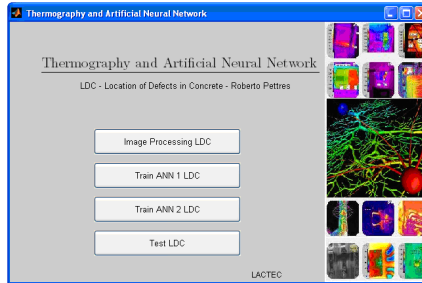 Thermography and Artificial Neural Network
Thermography and Artificial Neural Network
LDC - Location of Defects in Concrete - Roberto Pettres
Image Processing LDC
Train ANN 1 LDC
Train ANN 2 LDC
Test LDC
LACTEC